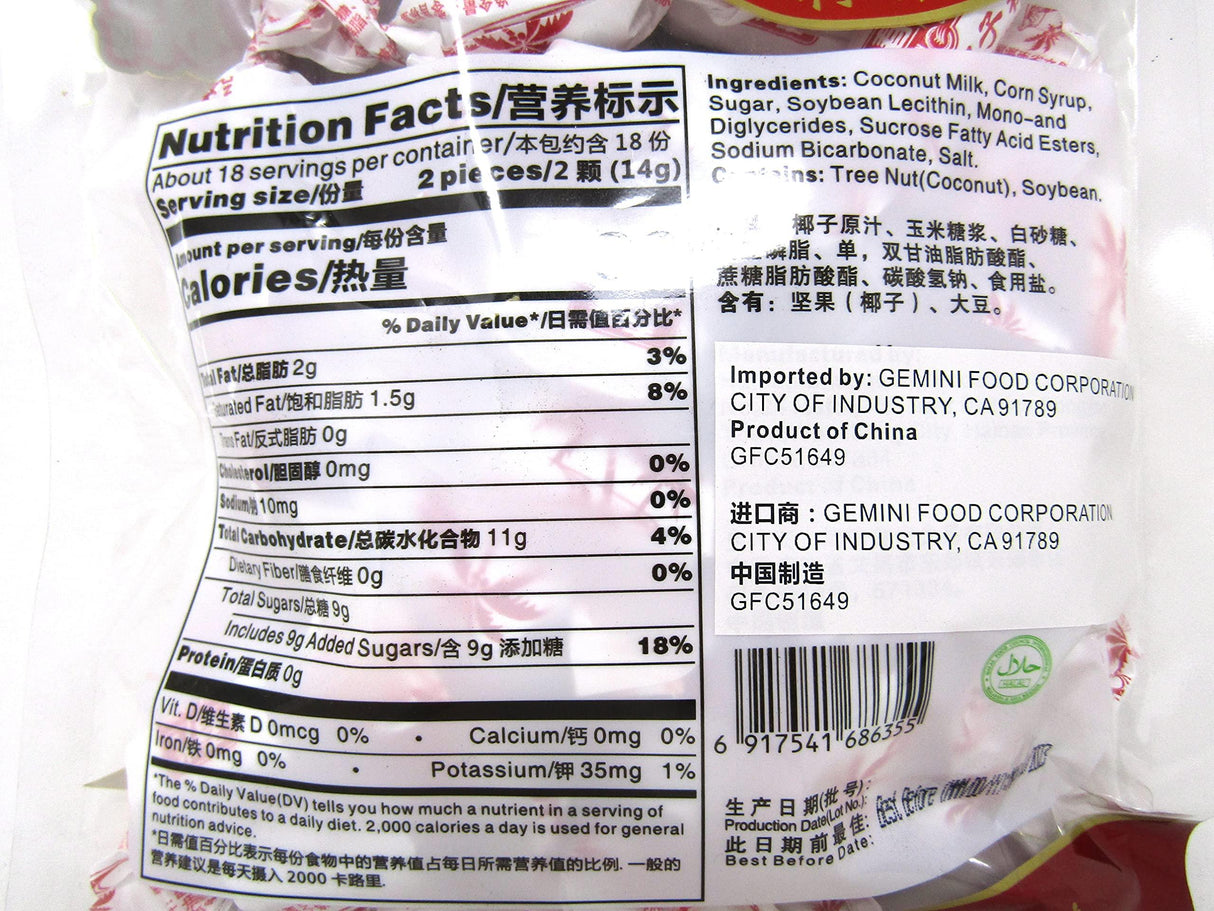 Nutrition Facts/营养标示
About 18 servings per container/本包约含 18 份
Serving size/份量 2 pieces/2 颗 (14g)
Amount per serving/每份含量
Calories/热量
% Daily Value*/日需值百分比*
Total Fat/总脂肪 2g 3%
Saturated Fat/饱和脂肪 1.5g 8%
Trans Fat/反式脂肪 0g
Cholesterol/胆固醇 0mg 0%
Sodium/钠 10mg 0%
Total Carbohydrate/总碳水化合物 11g 4%
Dietary Fiber/膳食纤维 0g 0%
Total Sugars/总糖 9g
Includes 9g Added Sugars/含 9g 添加糖 18%
Protein/蛋白质 0g
Vit. D/维生素 D 0mcg 0% • Calcium/钙 0mg 0%
Iron/铁 0mg 0% • Potassium/钾 35mg 1%
*The % Daily Value(DV) tells you how much a nutrient in a serving of
food contributes to a daily diet. 2,000 calories a day is used for general
nutrition advice.
*日需值百分比表示每份食物中的营养值占每日所需营养值的比例. 一般的
营养建议是每天摄入 2000 卡路里.
Ingredients: Coconut Milk, Corn Syrup,
Sugar, Soybean Lecithin, Mono-and
Diglycerides, Sucrose Fatty Acid Esters,
Sodium Bicarbonate, Salt.
Contains: Tree Nut(Coconut), Soybean.
椰子原汁、玉米糖浆、白砂糖、
磷脂、单，双甘油脂肪酸酯、
蔗糖脂肪酸酯、碳酸氢钠、食用盐。
含有：坚果（椰子）、大豆。
Imported by: GEMINI FOOD CORPORATION
CITY OF INDUSTRY, CA 91789
Product of China
GFC51649
进口商 : GEMINI FOOD CORPORATION
CITY OF INDUSTRY, CA 91789
中国制造
GFC51649
حلال
HALAL
6 917541 686355
生产日期(批号):
Production Date(Lot No.):
此日期前最佳:
Best Before Date:
Best Before